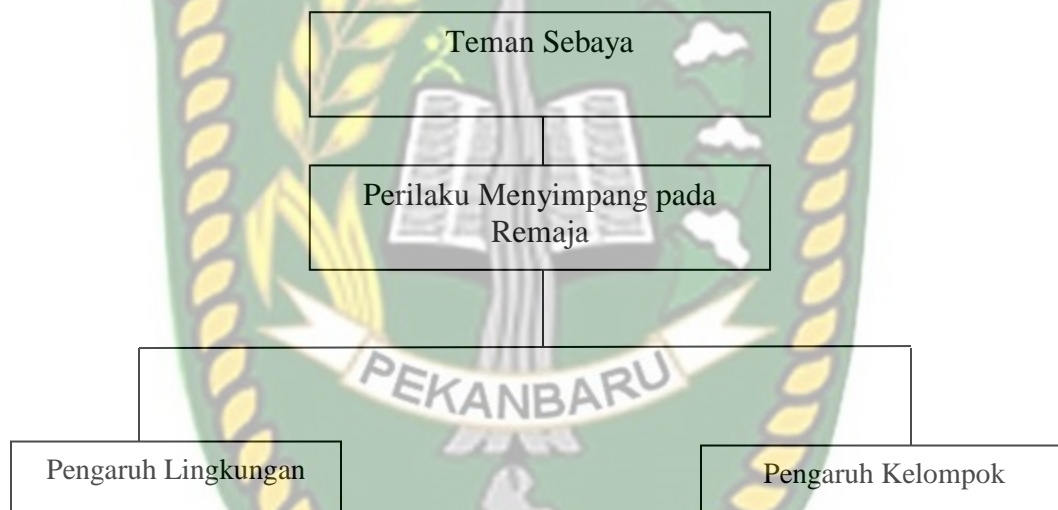 Teman Sebaya
Perilaku Menyimpang pada
Remaja
PEKANBARU
Pengaruh Lingkungan
Pengaruh Kelompok